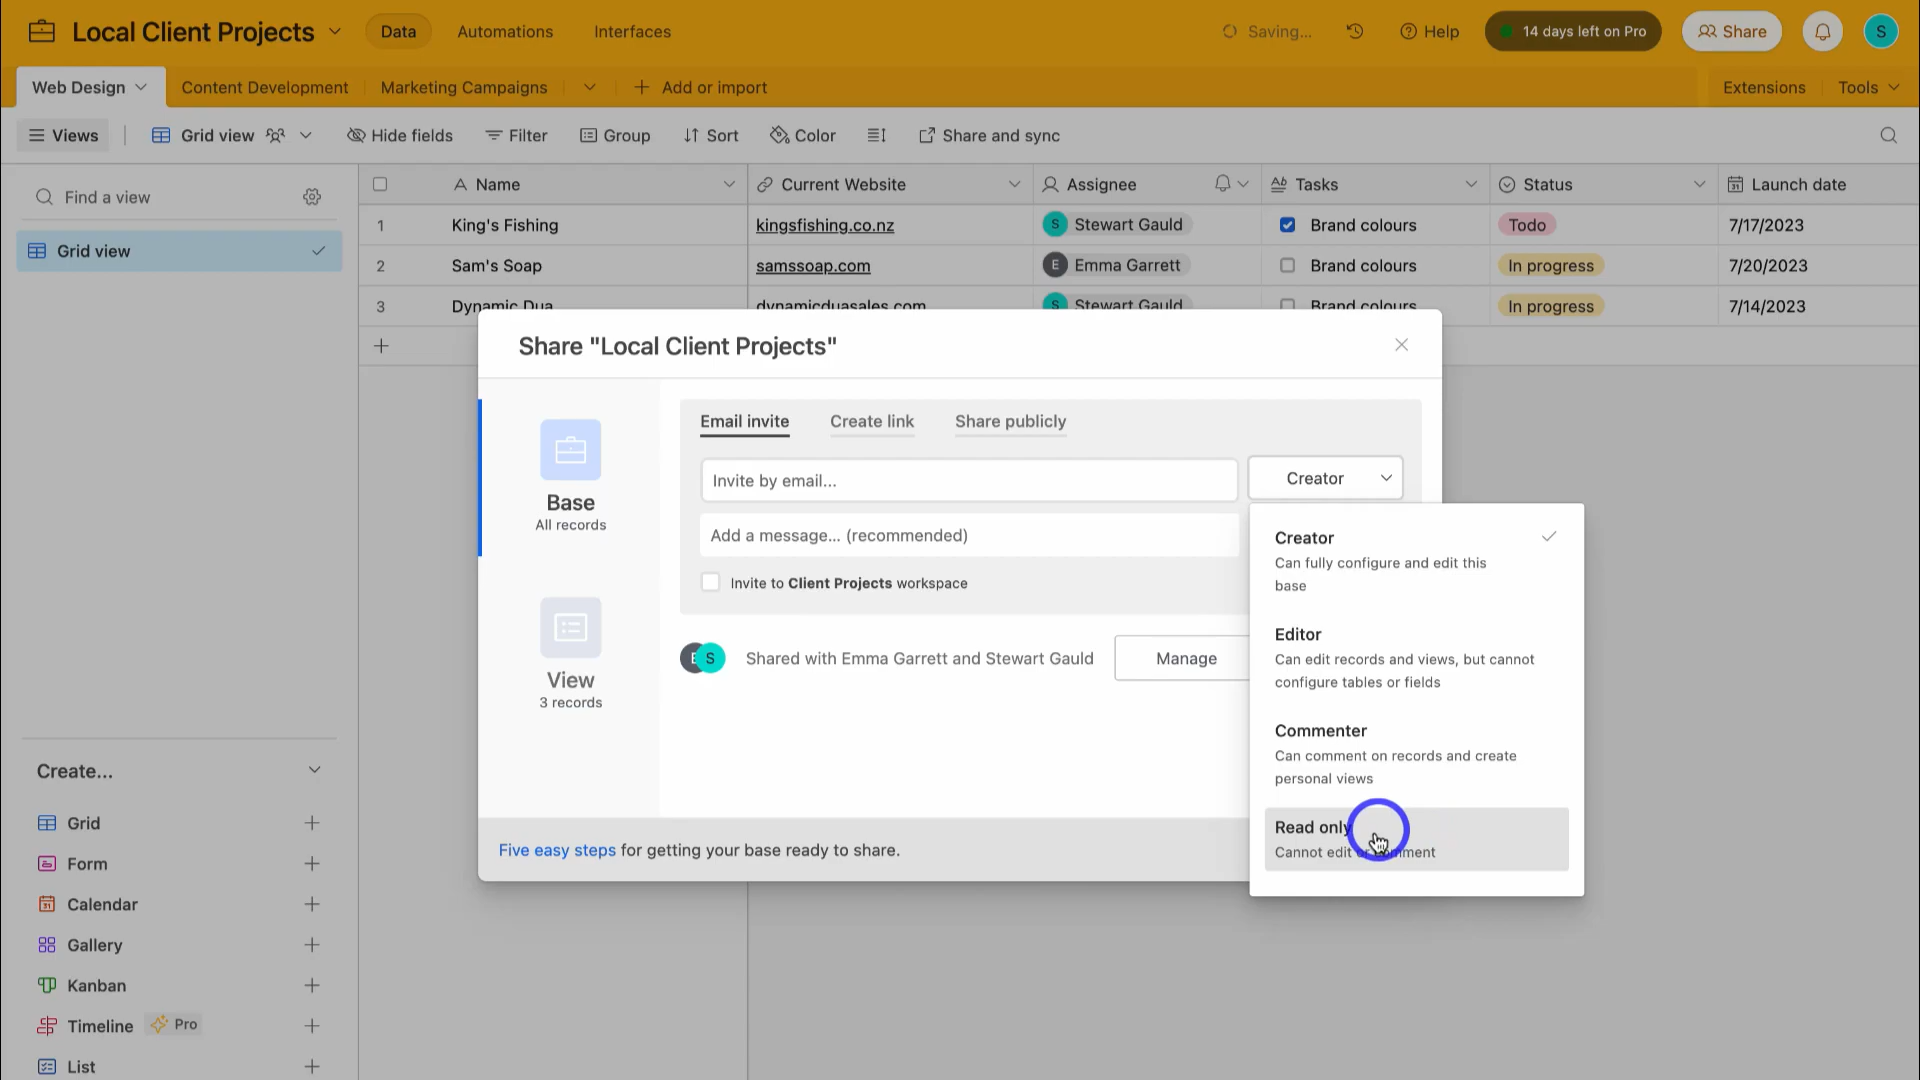 Local Client Projects
Data
Automations
Interfaces
Saving...
Help
14 days left on Pro
Share
S
Web Design
Content Development
Marketing Campaigns
Add or import
Extensions
Tools
Views
Grid view
Hide fields
Filter
Group
Sort
Color
Share and sync
Find a view
Grid view
Name
Current Website
Assignee
Tasks
Status
Launch date
1 King's Fishing kingsfishing.co.nz S Stewart Gauld Brand colours Todo 7/17/2023
2 Sam's Soap samssoap.com E Emma Garrett Brand colours In progress 7/20/2023
3 Dynamic Dua dynamicduasales.com S Stewart Gauld Brand colours In progress 7/14/2023
Share "Local Client Projects"
Base
All records
View
3 records
Email invite
Create link
Share publicly
Invite by email...
Creator
Add a message... (recommended)
Invite to Client Projects workspace
E S Shared with Emma Garrett and Stewart Gauld
Manage
Creator
Can fully configure and edit this
base
Editor
Can edit records and views, but cannot
configure tables or fields
Commenter
Can comment on records and create
personal views
Read only
Cannot edit or comment
Five easy steps for getting your base ready to share.
Create...
Grid
Form
Calendar
Gallery
Kanban
Timeline Pro
List